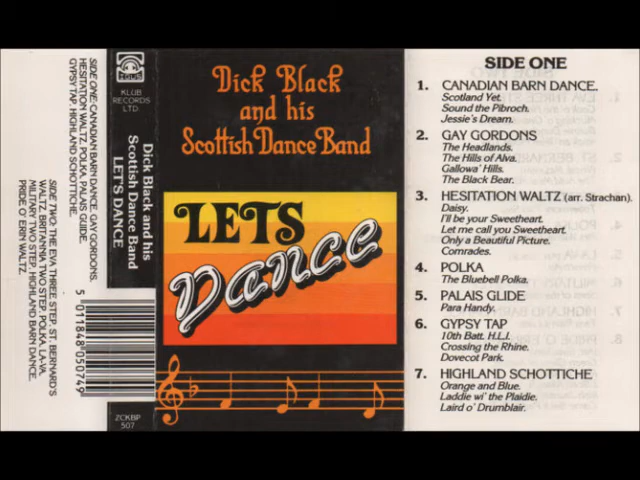 SIDE ONE: CANADIAN BARN DANCE. GAY GORDONS.
HESITATION WALTZ. POLKA. PALAIS GLIDE.
GYPSY TAP. HIGHLAND SCHOTTICHE.
SIDE TWO: THE EVA THREE STEP. ST. BERNARD'S
WALTZ. BRITANNIA TWO STEP. POLKA. LA-VA.
MILITARY TWO STEP. HIGHLAND BARN DANCE.
PRIDE O' ERIN WALTZ.
5 011848 050749
KLUB
RECORDS
LTD.
Dick Black and his
Scottish Dance Band
LET'S DANCE
ZCKBP
507
Dick Black
and his
Scottish Dance Band
LETS
Dance
SIDE ONE
1. CANADIAN BARN DANCE.
Scotland Yet.
Sound the Pibroch.
Jessie's Dream.
2. GAY GORDONS
The Headlands.
The Hills of Alva.
Gallowa' Hills.
The Black Bear.
3. HESITATION WALTZ (arr. Strachan).
Daisy.
I'll be your Sweetheart.
Let me call you Sweetheart.
Only a Beautiful Picture.
Comrades.
4. POLKA
The Bluebell Polka.
5. PALAIS GLIDE
Para Handy.
6. GYPSY TAP
10th Batt. H.L.I.
Crossing the Rhine.
Dovecot Park.
7. HIGHLAND SCHOTTICHE
Orange and Blue.
Laddie wi' the Plaidie.
Laird o' Drumblair.